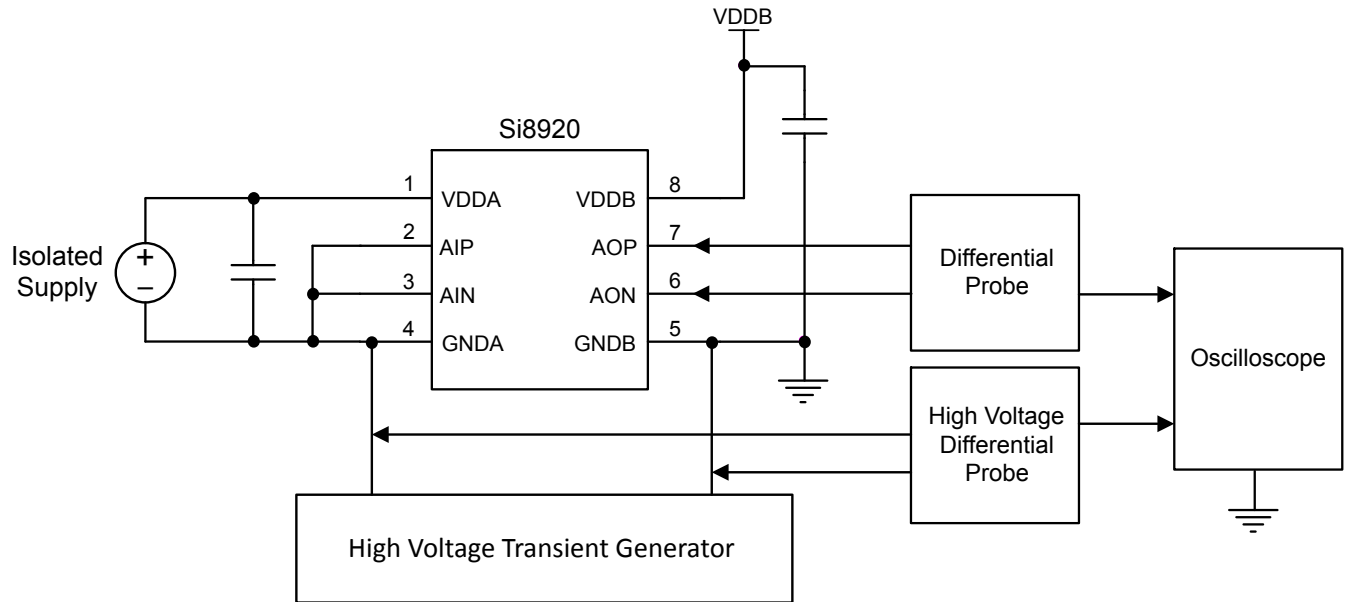 VDDB
Si8920
Isolated
Supply
+
−
1
VDDA
2
AIP
3
AIN
4
GNDA
VDDB
8
AOP
7
AON
6
GNDB
5
Differential
Probe
High Voltage
Differential
Probe
Oscilloscope
High Voltage Transient Generator